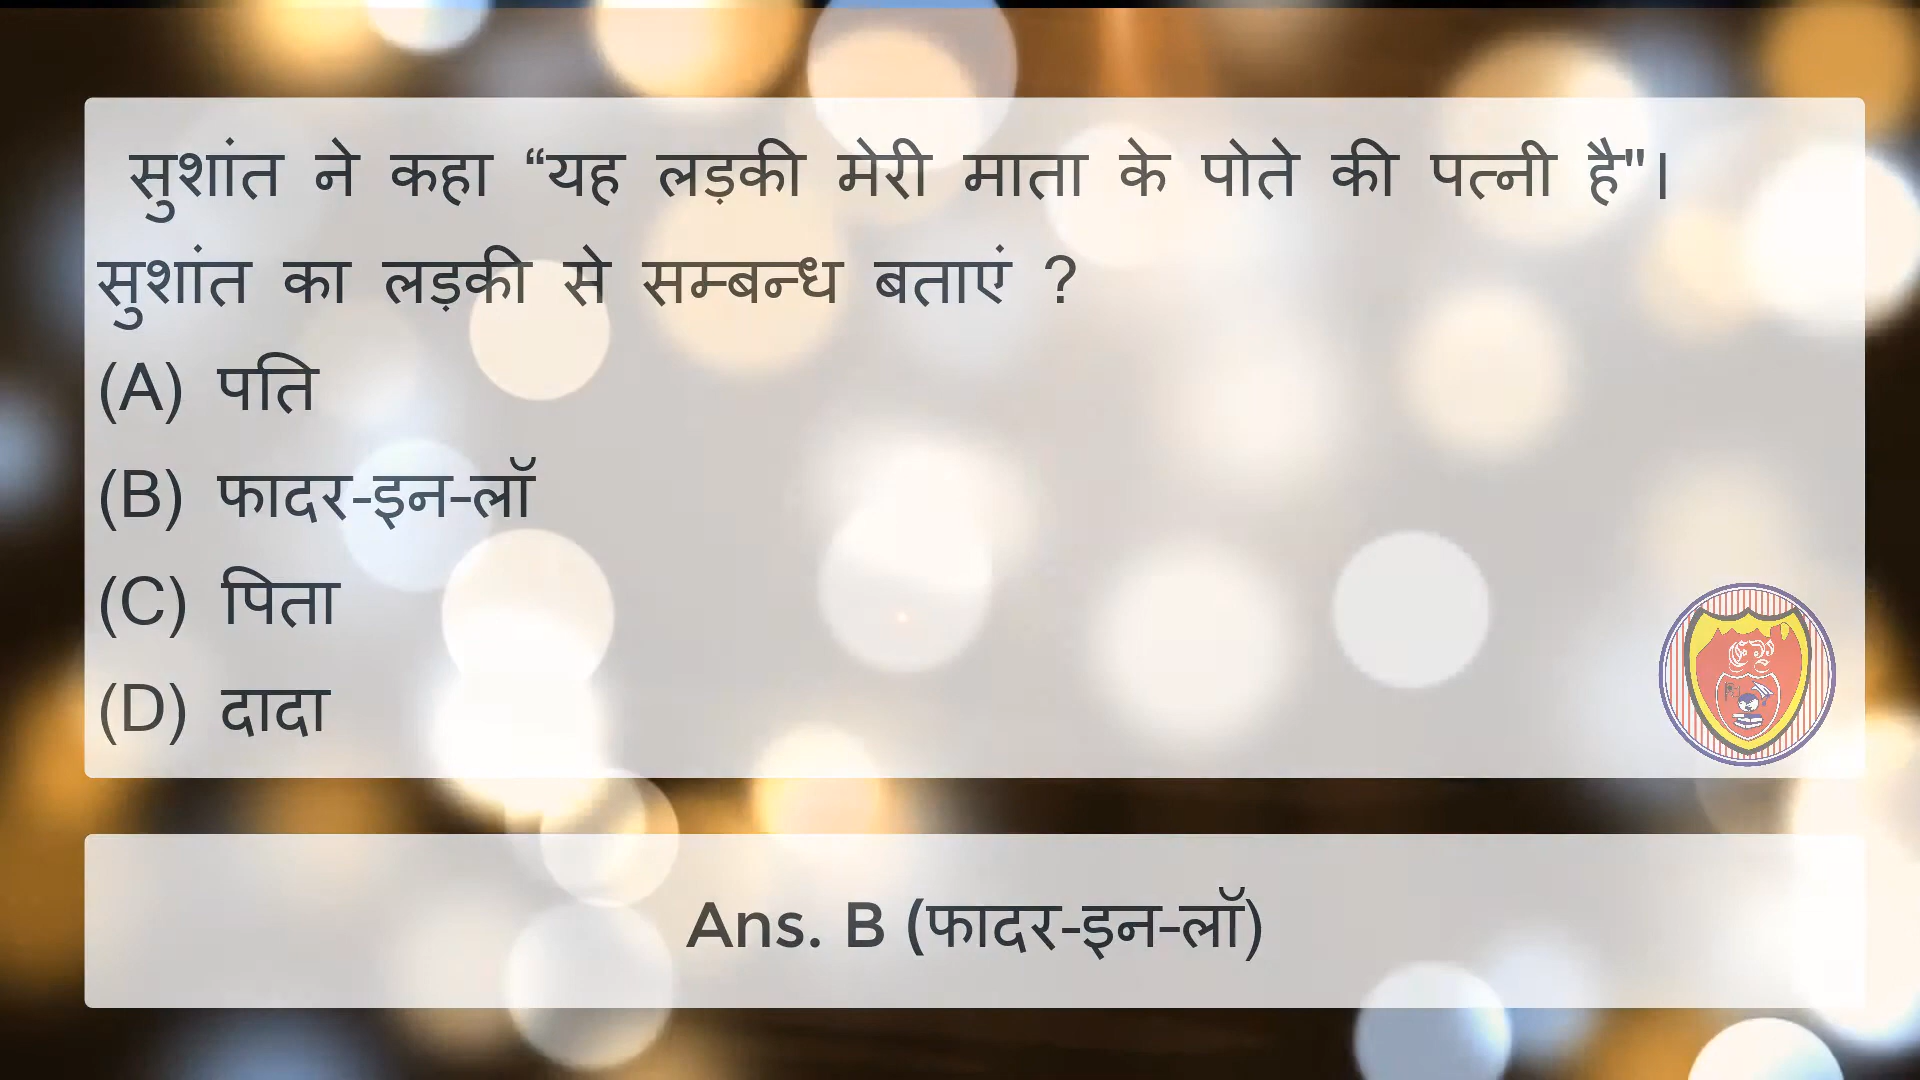 सुशांत ने कहा “यह लड़की मेरी माता के पोते की पत्नी है"।
सुशांत का लड़की से सम्बन्ध बताएं ?
(A) पति
(B) फादर-इन-लॉ
(C) पिता
(D) दादा
Ans. B (फादर-इन-लॉ)